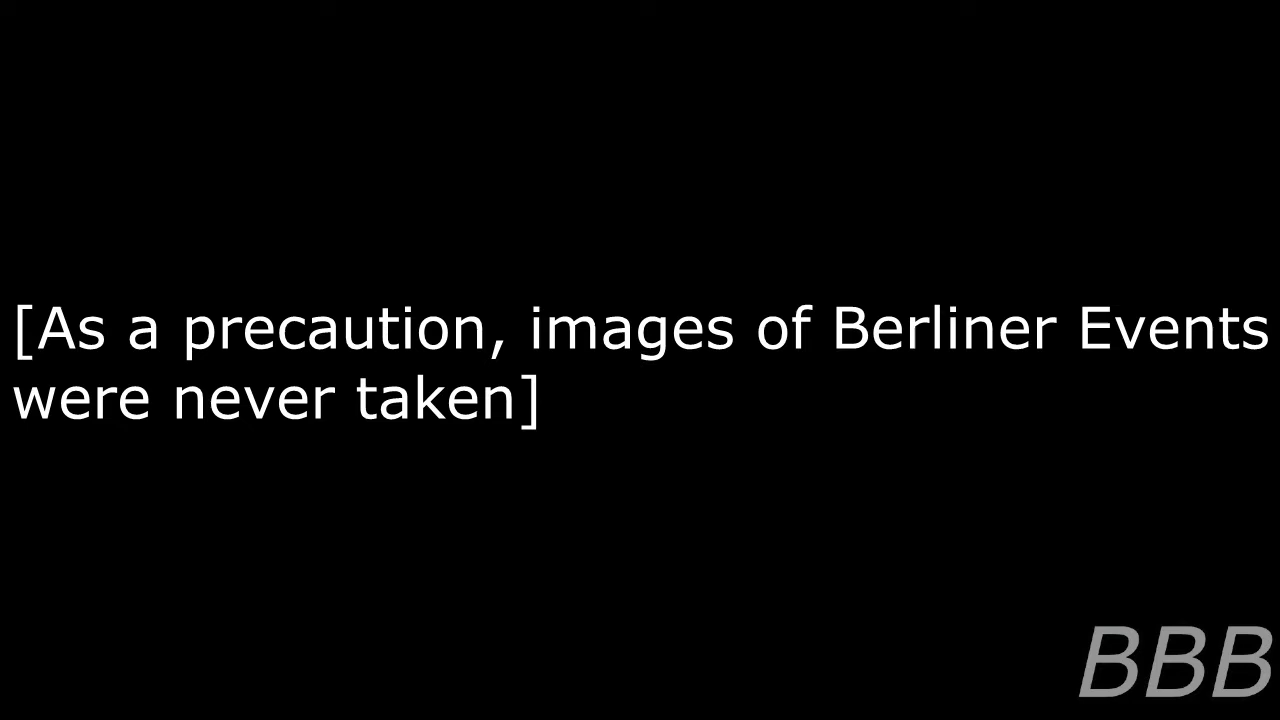 [As a precaution, images of Berliner Events
were never taken]
BBB